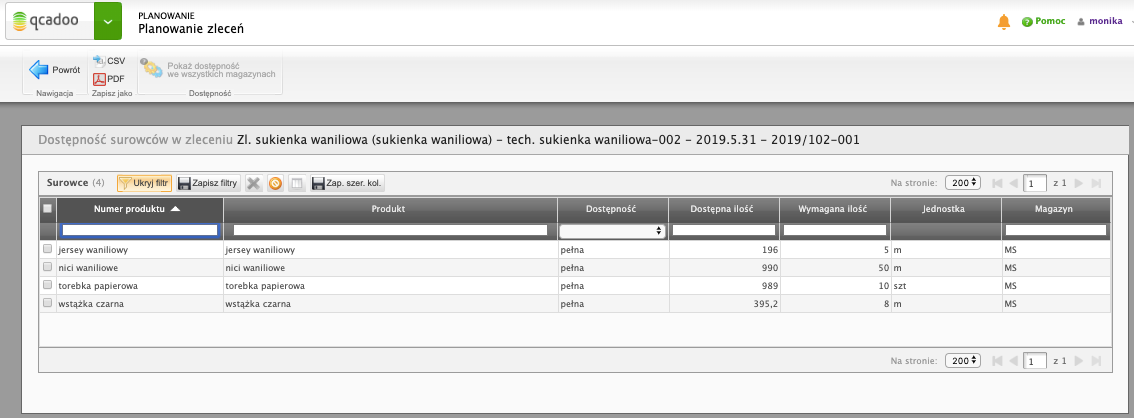 qcadoo
PLANOWANIE
Planowanie zleceń
Pomoc
monika
Powrót
CSV
PDF
Pokaż dostępność
we wszystkich magazynach
Nawigacja
Zapisz jako
Dostępność
Dostępność surowców w zleceniu Zl. sukienka waniliowa (sukienka waniliowa) - tech. sukienka waniliowa-002 - 2019.5.31 - 2019/102-001
Surowce (4) Ukryj filtr Zapisz filtry Zap. szer. kol. Na stronie: 200 1 z 1
Numer produktu Produkt Dostępność Dostępna ilość Wymagana ilość Jednostka Magazyn
jersey waniliowy jersey waniliowy pełna 196 5 m MS
nici waniliowe nici waniliowe pełna 990 50 m MS
torebka papierowa torebka papierowa pełna 989 10 szt MS
wstążka czarna wstążka czarna pełna 395,2 8 m MS
Na stronie: 200 1 z 1